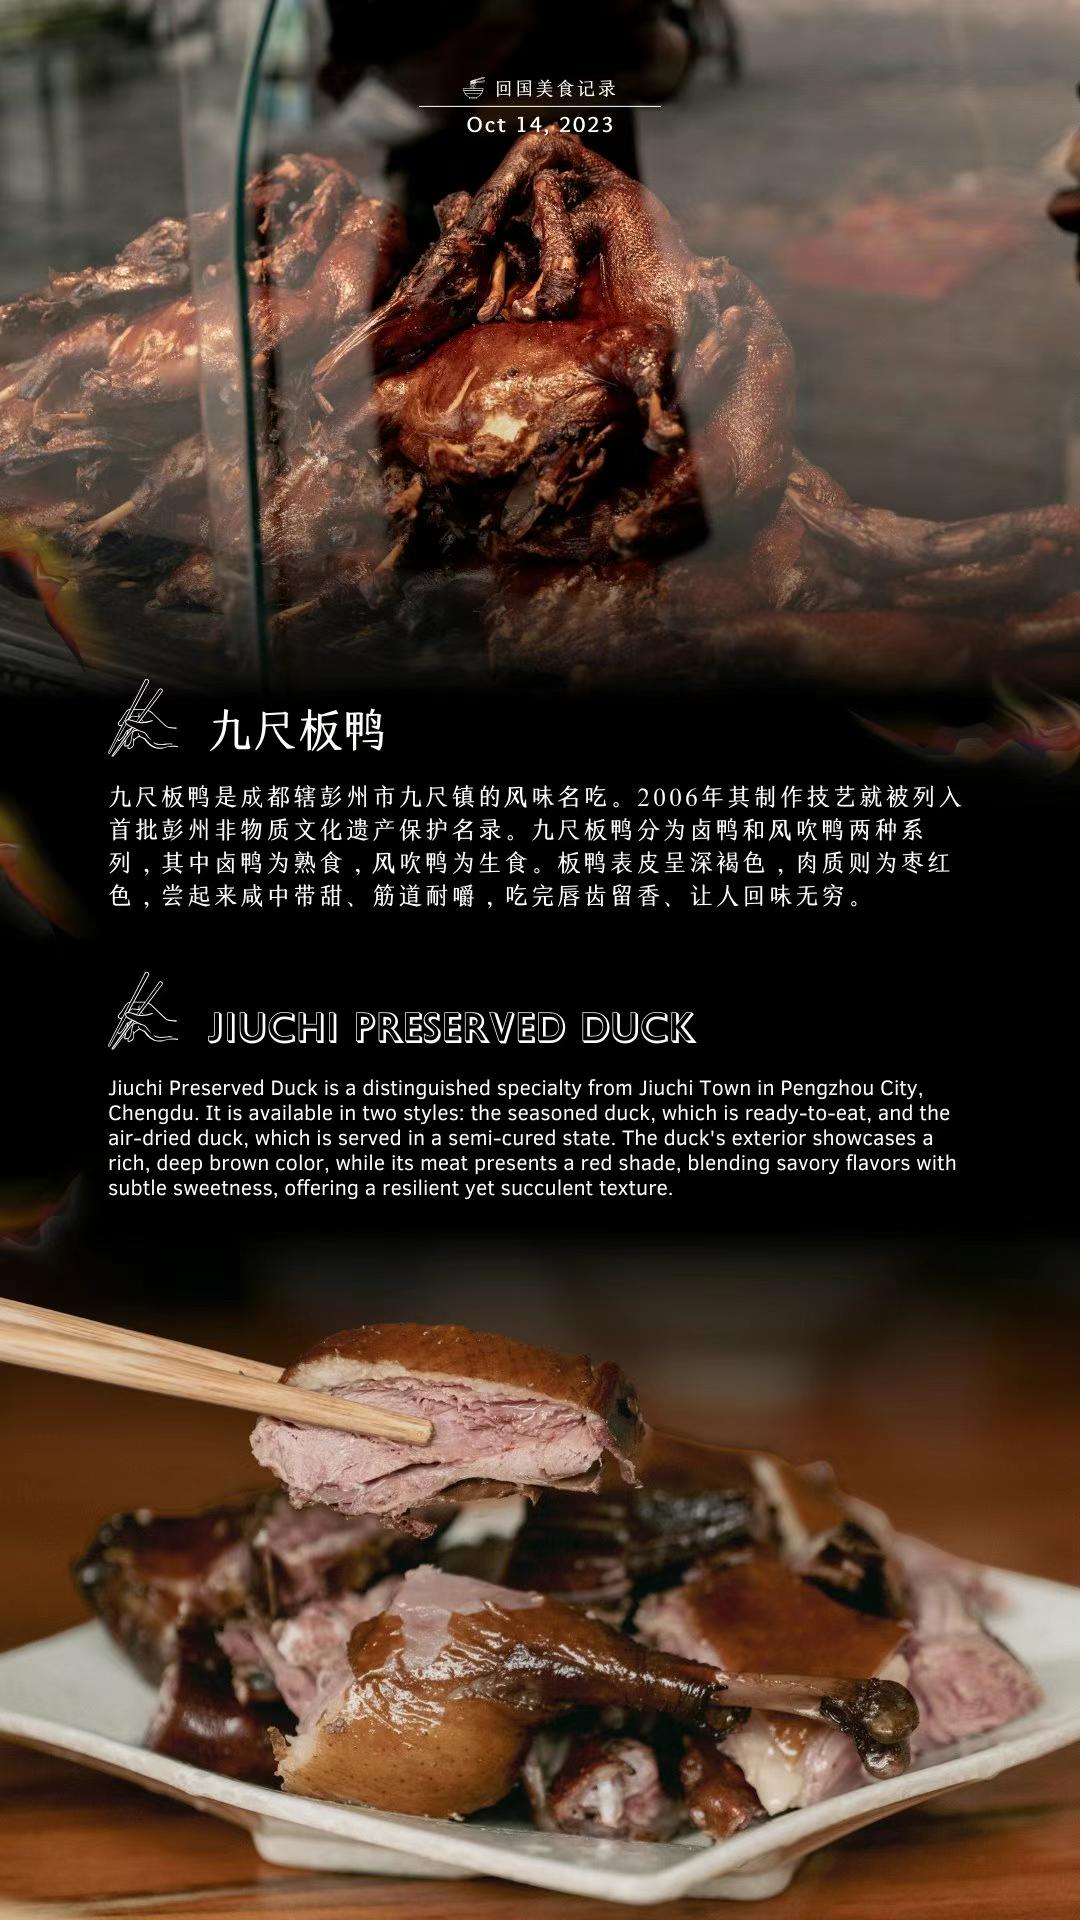 回国美食记录
Oct 14, 2023
九尺板鸭
九尺板鸭是成都辖彭州市九尺镇的风味名吃。2006年其制作技艺就被列入
首批彭州非物质文化遗产保护名录。九尺板鸭分为卤鸭和风吹鸭两种系
列，其中卤鸭为熟食，风吹鸭为生食。板鸭表皮呈深褐色，肉质则为枣红
色，尝起来咸中带甜、筋道耐嚼，吃完唇齿留香、让人回味无穷。
JIUCHI PRESERVED DUCK
Jiuchi Preserved Duck is a distinguished specialty from Jiuchi Town in Pengzhou City,
Chengdu. It is available in two styles: the seasoned duck, which is ready-to-eat, and the
air-dried duck, which is served in a semi-cured state. The duck's exterior showcases a
rich, deep brown color, while its meat presents a red shade, blending savory flavors with
subtle sweetness, offering a resilient yet succulent texture.